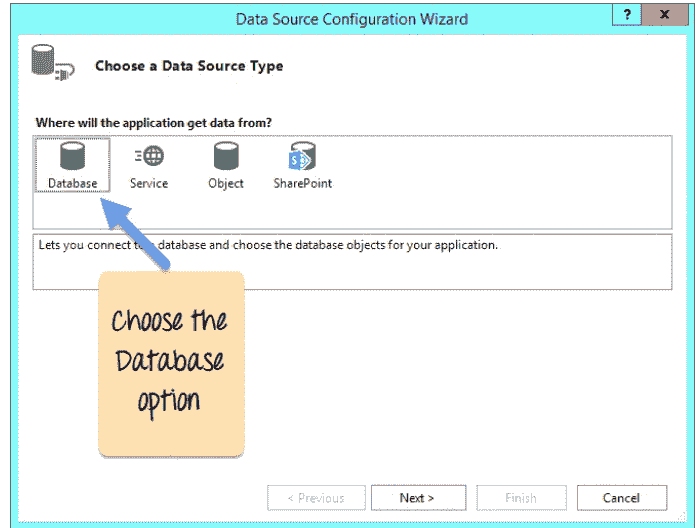 Data Source Configuration Wizard
? x
Choose a Data Source Type
Where will the application get data from?
Database Service Object SharePoint
Lets you connect to a database and choose the database objects for your application.
Choose the
Database
option
< Previous Next > Finish Cancel